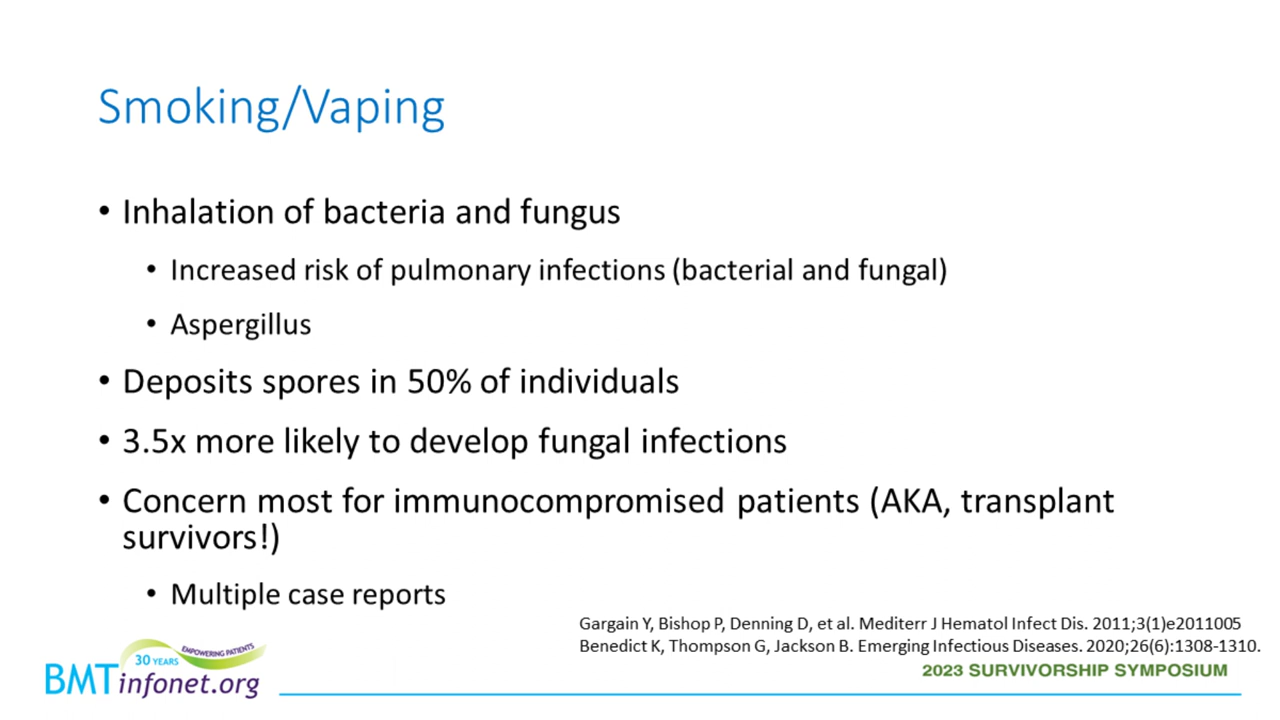 Smoking/Vaping
• Inhalation of bacteria and fungus
• Increased risk of pulmonary infections (bacterial and fungal)
• Aspergillus
• Deposits spores in 50% of individuals
• 3.5x more likely to develop fungal infections
• Concern most for immunocompromised patients (AKA, transplant
survivors!)
• Multiple case reports
Gargain Y, Bishop P, Denning D, et al. Mediterr J Hematol Infect Dis. 2011;3(1)e2011005
Benedict K, Thompson G, Jackson B. Emerging Infectious Diseases. 2020;26(6):1308-1310.
30 YEARS
EMPOWERING PATIENTS
BMTinfonet.org
2023 SURVIVORSHIP SYMPOSIUM